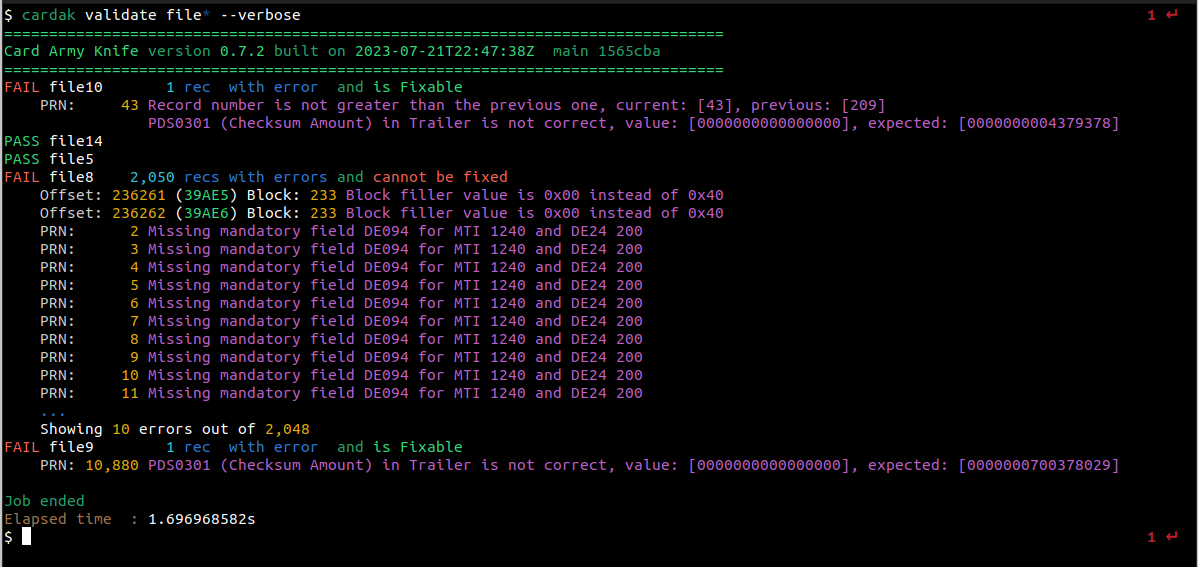 $ cardak validate file* --verbose 1 ↵
================================================================================
Card Army Knife version 0.7.2 built on 2023-07-21T22:47:38Z  main 1565cba
================================================================================
FAIL file10       1 rec  with error  and is Fixable
    PRN:     43 Record number is not greater than the previous one, current: [43], previous: [209]
                PDS0301 (Checksum Amount) in Trailer is not correct, value: [0000000000000000], expected: [0000000004379378]
PASS file14
PASS file5
FAIL file8    2,050 recs with errors and cannot be fixed
    Offset: 236261 (39AE5) Block: 233 Block filler value is 0x00 instead of 0x40
    Offset: 236262 (39AE6) Block: 233 Block filler value is 0x00 instead of 0x40
    PRN:      2 Missing mandatory field DE094 for MTI 1240 and DE24 200
    PRN:      3 Missing mandatory field DE094 for MTI 1240 and DE24 200
    PRN:      4 Missing mandatory field DE094 for MTI 1240 and DE24 200
    PRN:      5 Missing mandatory field DE094 for MTI 1240 and DE24 200
    PRN:      6 Missing mandatory field DE094 for MTI 1240 and DE24 200
    PRN:      7 Missing mandatory field DE094 for MTI 1240 and DE24 200
    PRN:      8 Missing mandatory field DE094 for MTI 1240 and DE24 200
    PRN:      9 Missing mandatory field DE094 for MTI 1240 and DE24 200
    PRN:     10 Missing mandatory field DE094 for MTI 1240 and DE24 200
    PRN:     11 Missing mandatory field DE094 for MTI 1240 and DE24 200
    ...
    Showing 10 errors out of 2,048
FAIL file9        1 rec  with error  and is Fixable
    PRN: 10,880 PDS0301 (Checksum Amount) in Trailer is not correct, value: [0000000000000000], expected: [0000000700378029]

Job ended
Elapsed time  : 1.696968582s
$ 1 ↵